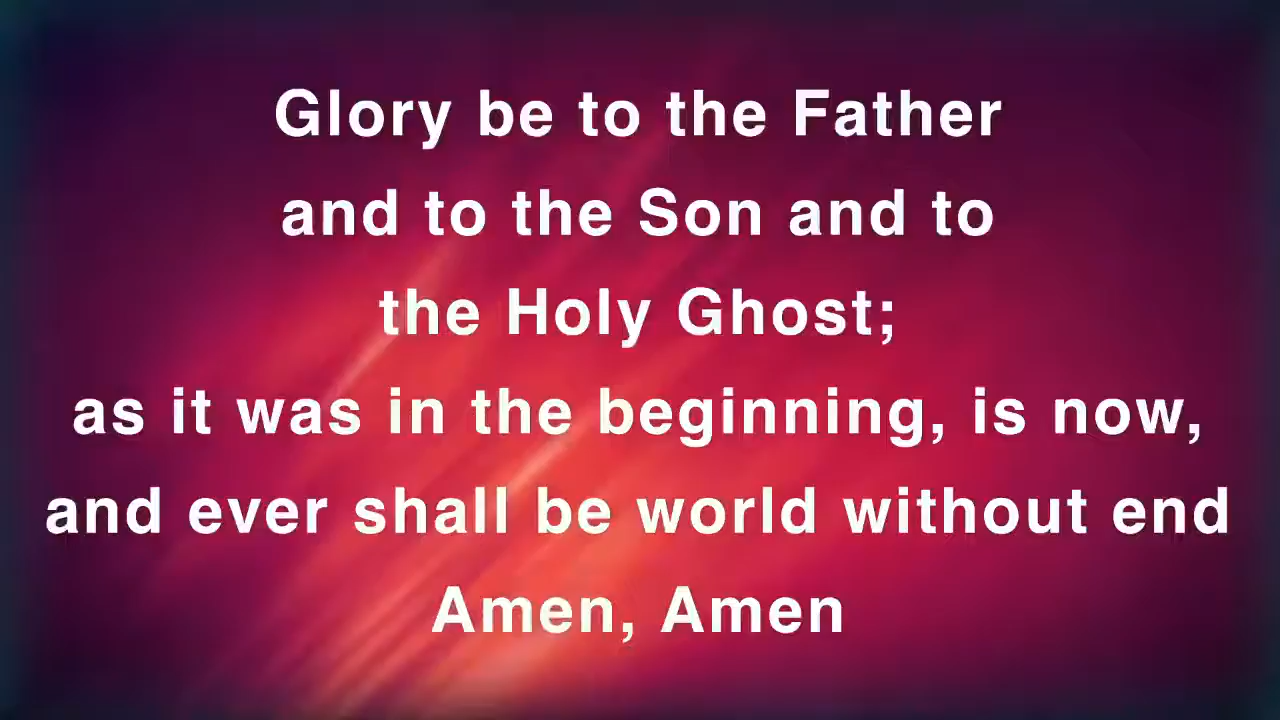 Glory be to the Father
and to the Son and to
the Holy Ghost;
as it was in the beginning, is now,
and ever shall be world without end
Amen, Amen